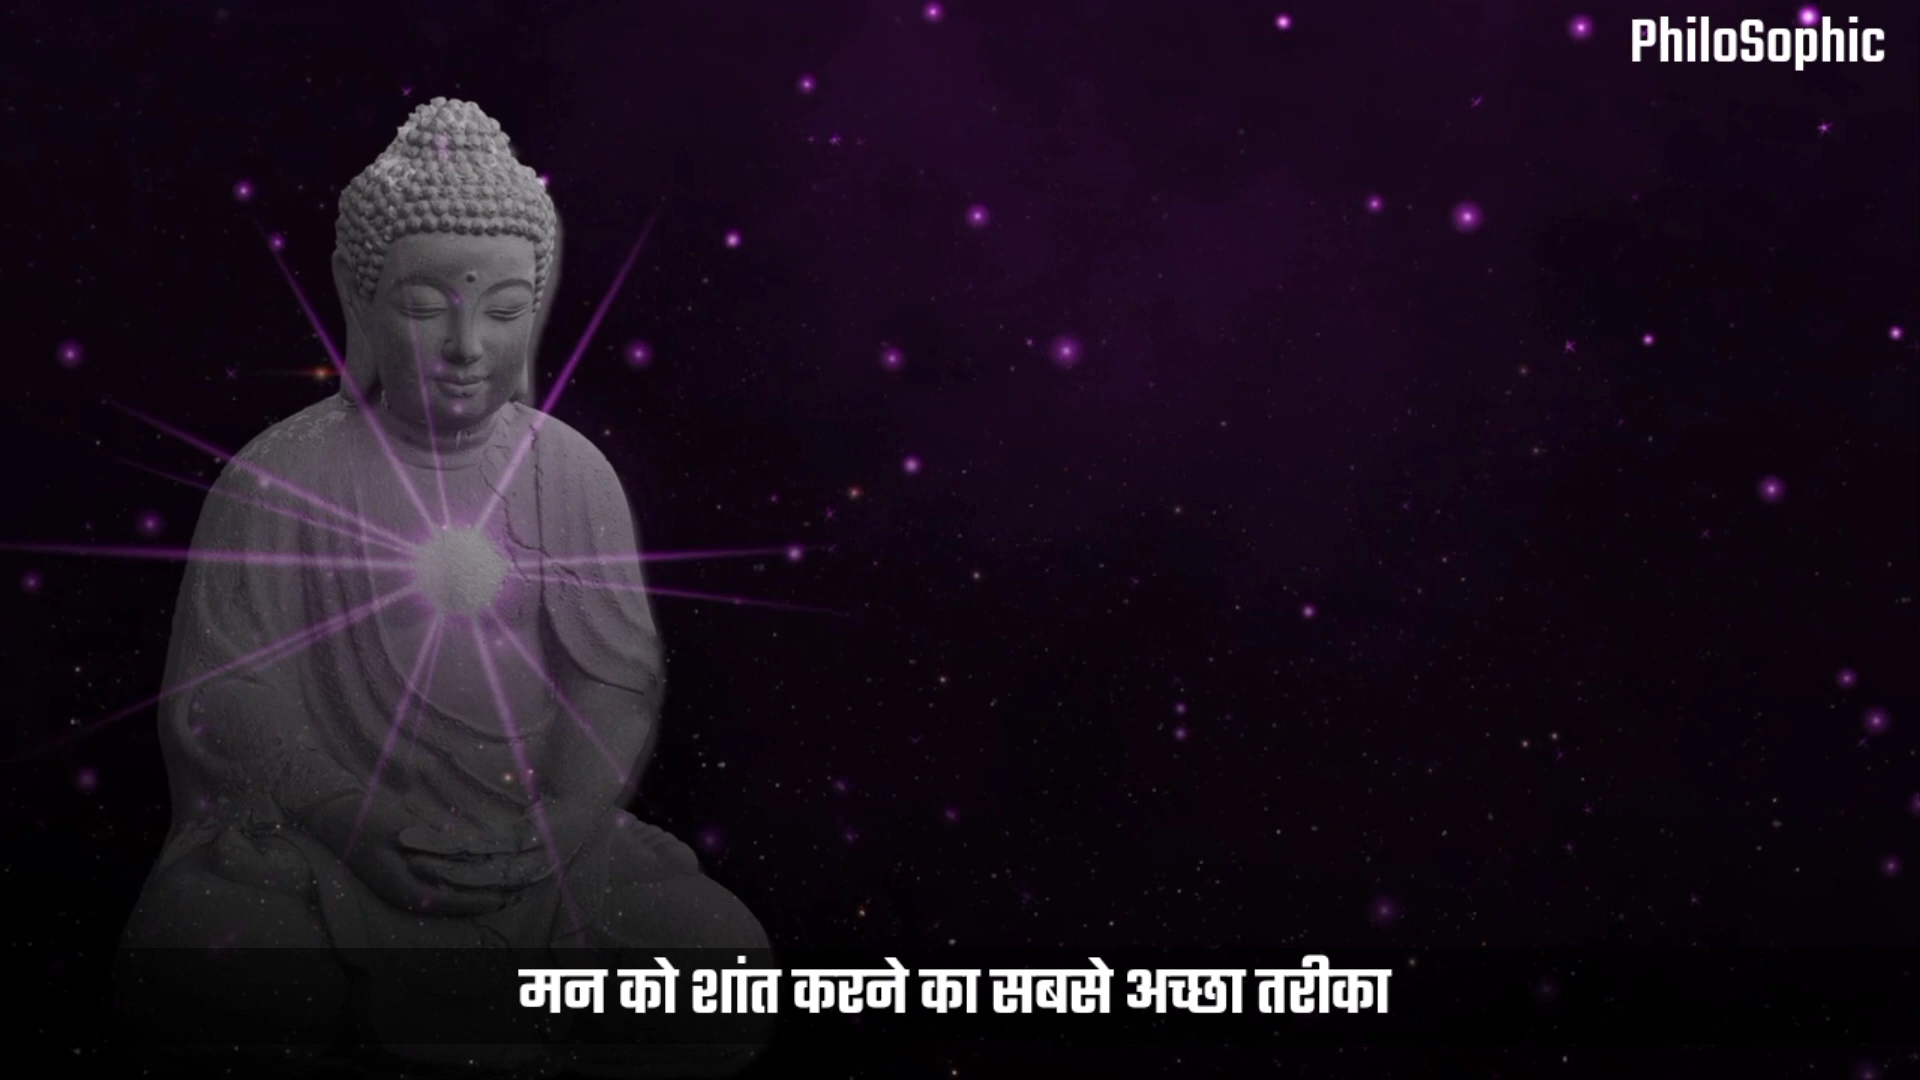 PhiloSophic
मन को शांत करने का सबसे अच्छा तरीका